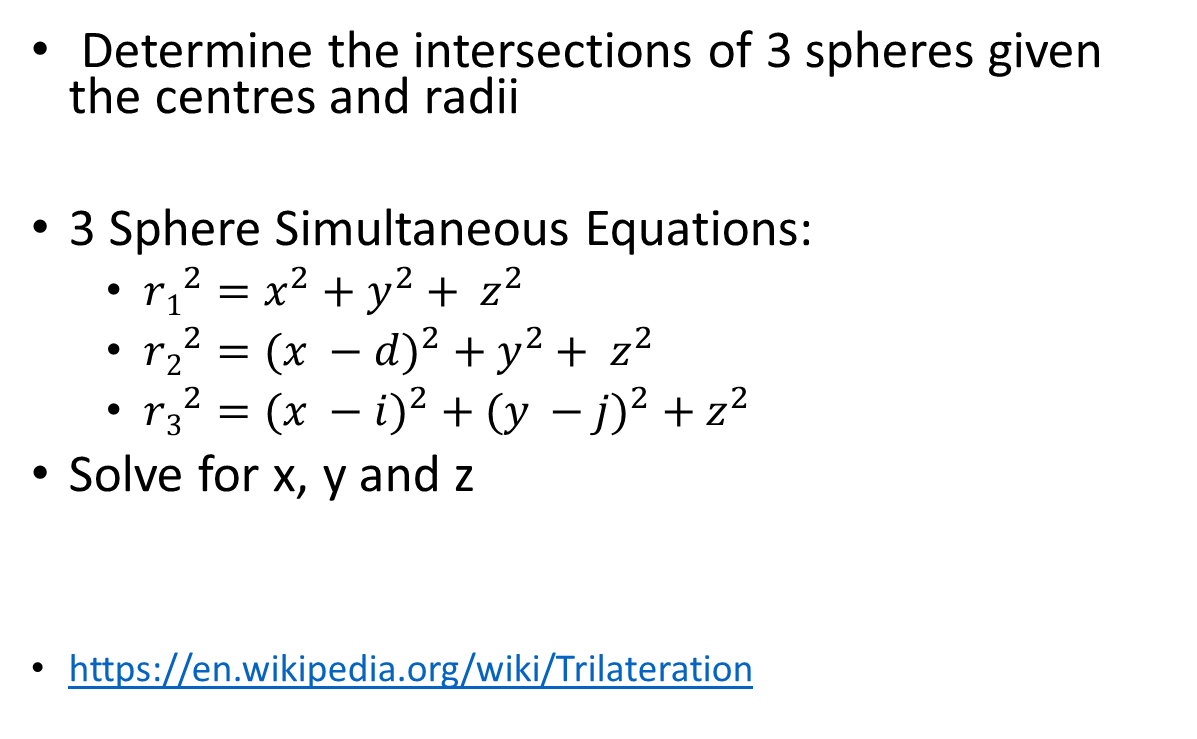 • Determine the intersections of 3 spheres given
the centres and radii
• 3 Sphere Simultaneous Equations:
• r₁² = x² + y² + z²
• r₂² = (x − d)² + y² + z²
• r₃² = (x − i)² + (y − j)² + z²
• Solve for x, y and z
• https://en.wikipedia.org/wiki/Trilateration